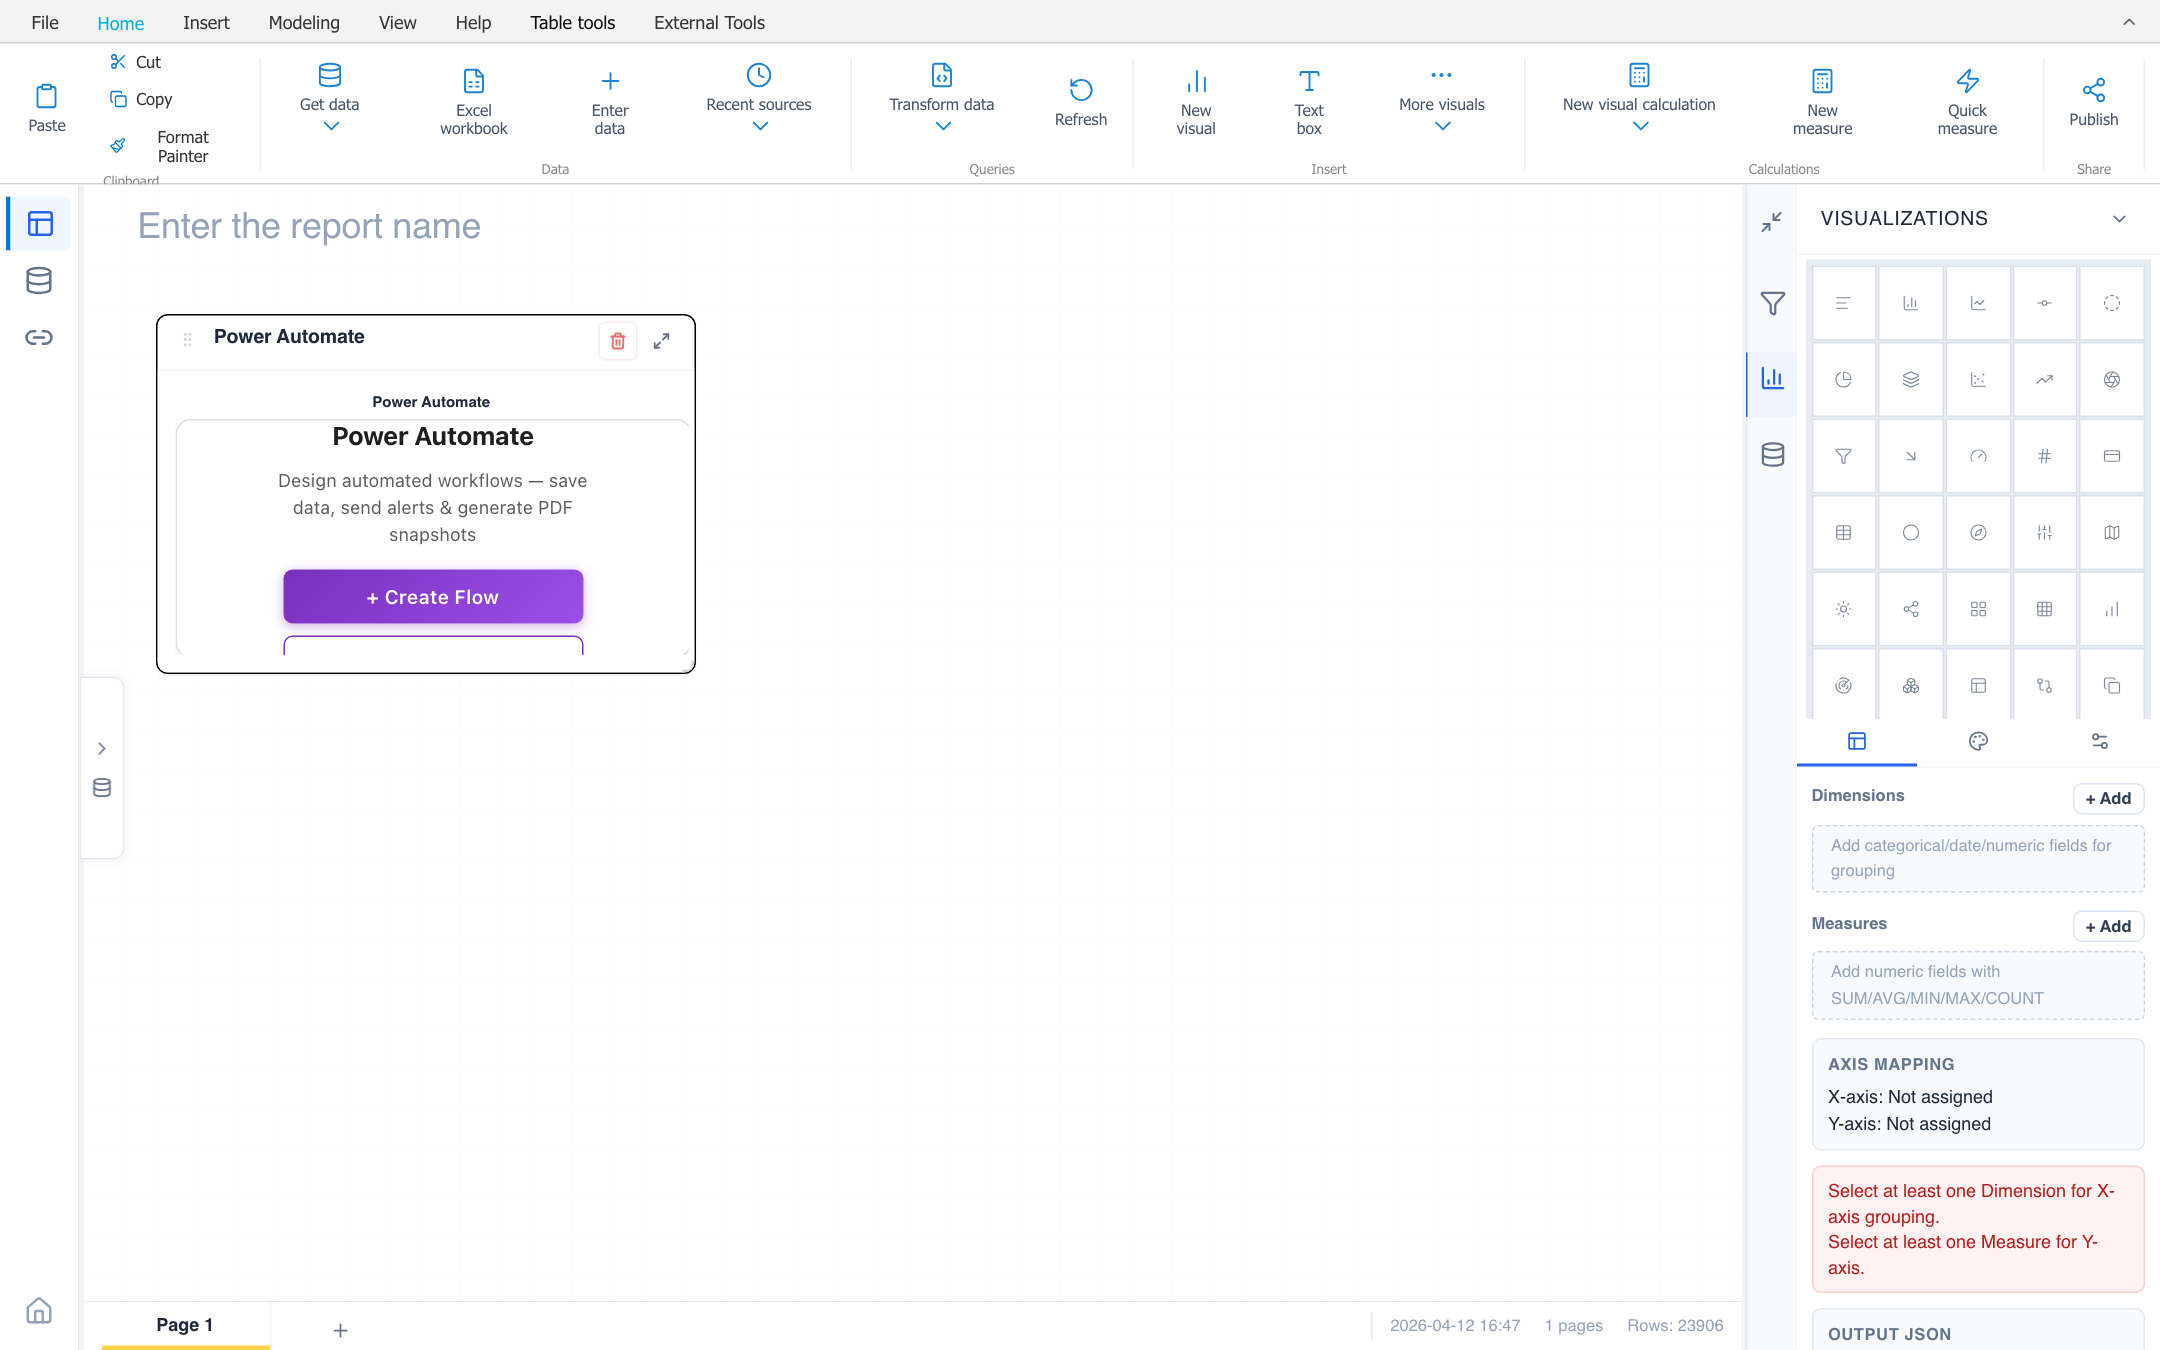 File Home Insert Modeling View Help Table tools External Tools
Paste
Cut
Copy
Format
Painter
Clipboard
Get data
Excel
workbook
Enter
data
Recent sources
Data
Transform data
Refresh
Queries
New
visual
Text
box
More visuals
Insert
New visual calculation
New
measure
Quick
measure
Calculations
Publish
Share
Enter the report name
Power Automate
Power Automate
Power Automate
Design automated workflows — save
data, send alerts & generate PDF
snapshots
+ Create Flow
VISUALIZATIONS
Dimensions
+ Add
Add categorical/date/numeric fields for
grouping
Measures
+ Add
Add numeric fields with
SUM/AVG/MIN/MAX/COUNT
AXIS MAPPING
X-axis: Not assigned
Y-axis: Not assigned
Select at least one Dimension for X-
axis grouping.
Select at least one Measure for Y-
axis.
OUTPUT JSON
Page 1
+
2026-04-12 16:47 1 pages Rows: 23906